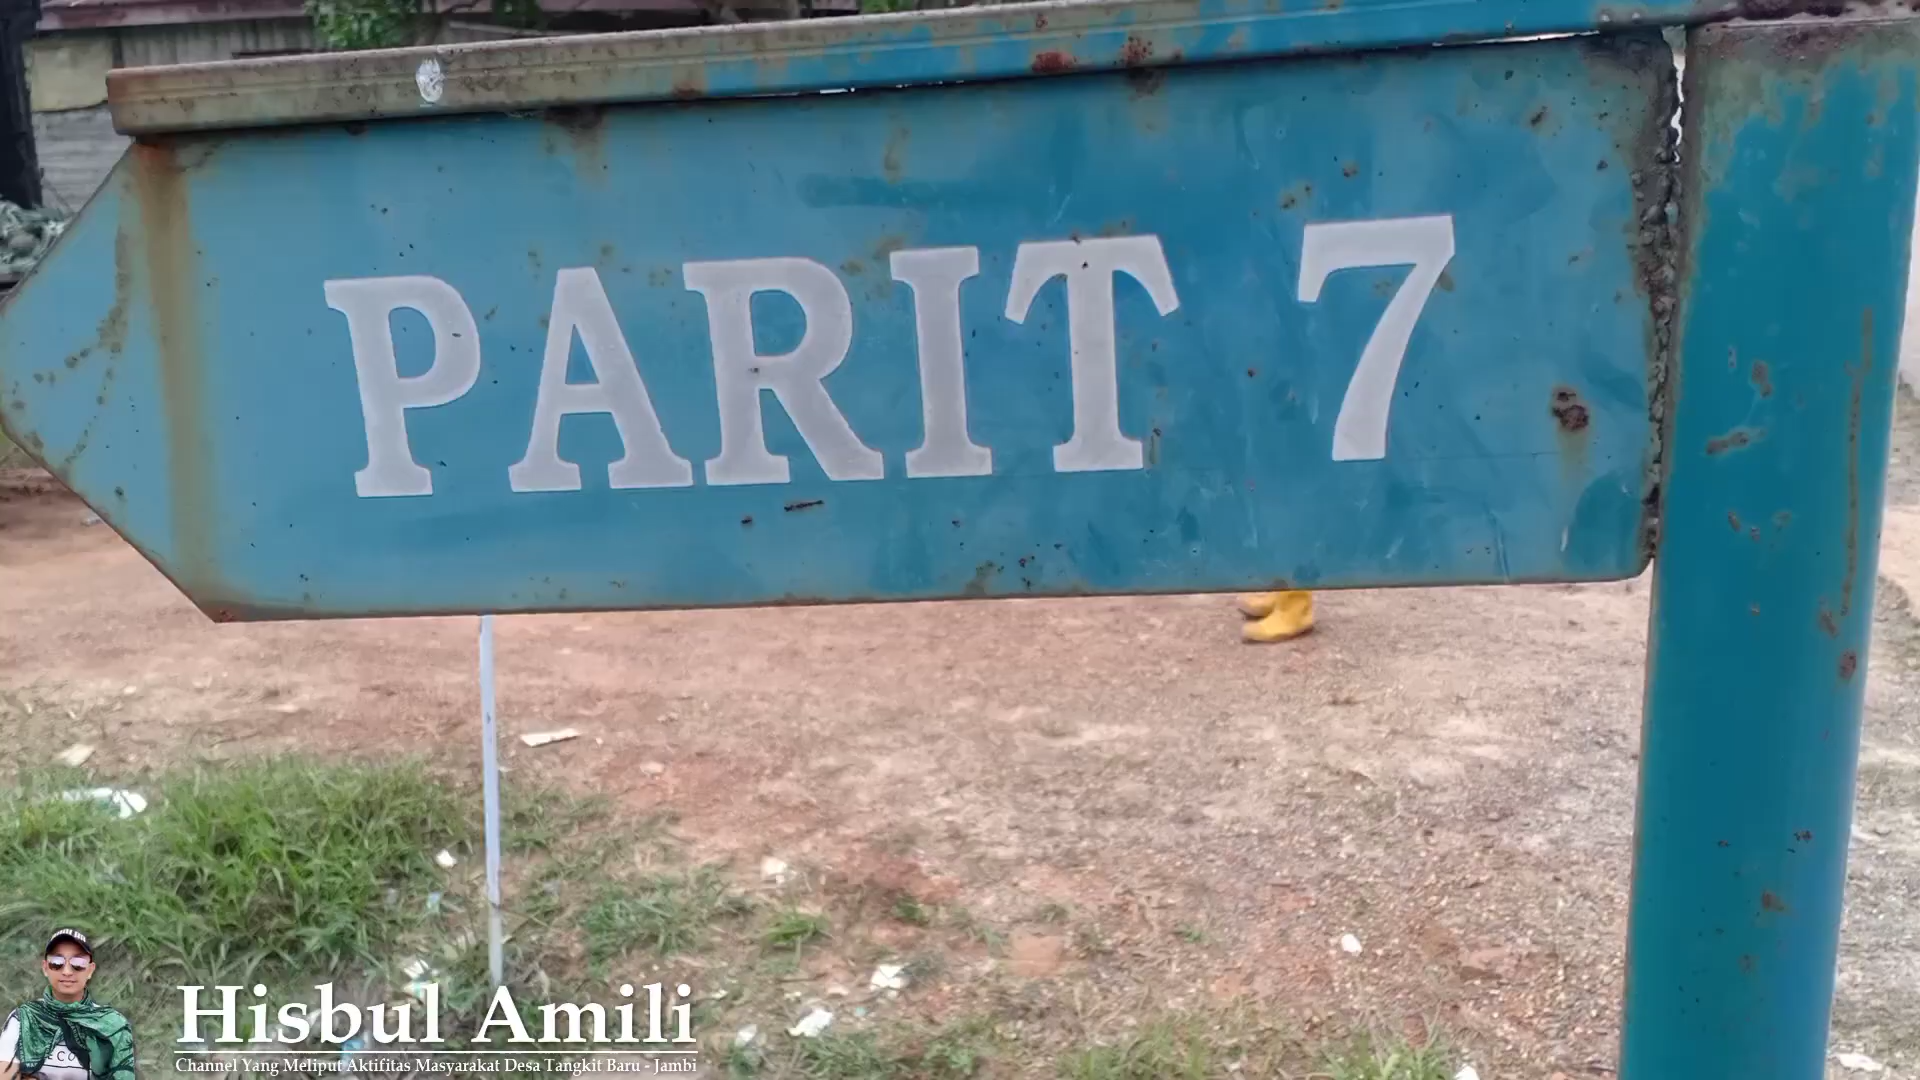 PARIT 7
Hisbul Amili
Channel Yang Meliput Aktifitas Masyarakat Desa Tangkit Baru - Jambi